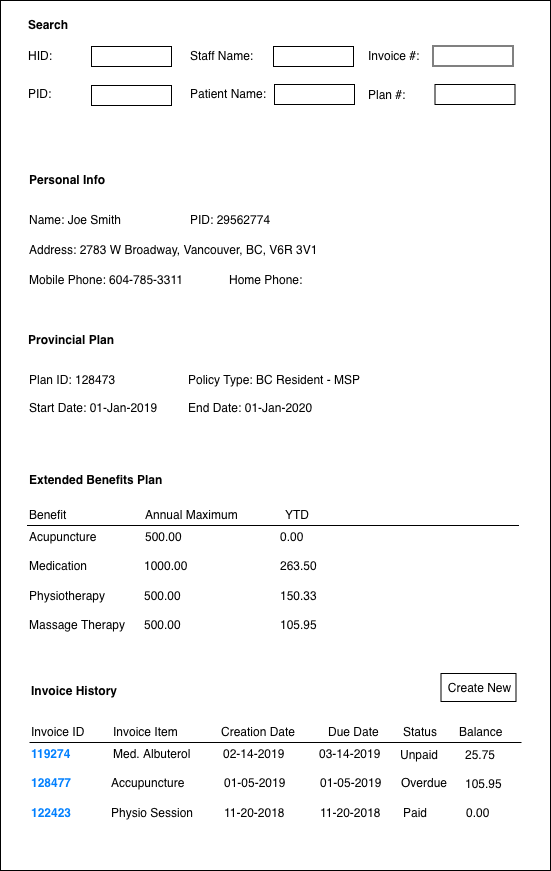 Search
HID: Staff Name: Invoice #:
PID: Patient Name: Plan #:
Personal Info
Name: Joe Smith PID: 29562774
Address: 2783 W Broadway, Vancouver, BC, V6R 3V1
Mobile Phone: 604-785-3311 Home Phone:
Provincial Plan
Plan ID: 128473 Policy Type: BC Resident - MSP
Start Date: 01-Jan-2019 End Date: 01-Jan-2020
Extended Benefits Plan
Benefit Annual Maximum YTD
Acupuncture 500.00 0.00
Medication 1000.00 263.50
Physiotherapy 500.00 150.33
Massage Therapy 500.00 105.95
Invoice History Create New
Invoice ID Invoice Item Creation Date Due Date Status Balance
119274 Med. Albuterol 02-14-2019 03-14-2019 Unpaid 25.75
128477 Accupuncture 01-05-2019 01-05-2019 Overdue 105.95
122423 Physio Session 11-20-2018 11-20-2018 Paid 0.00